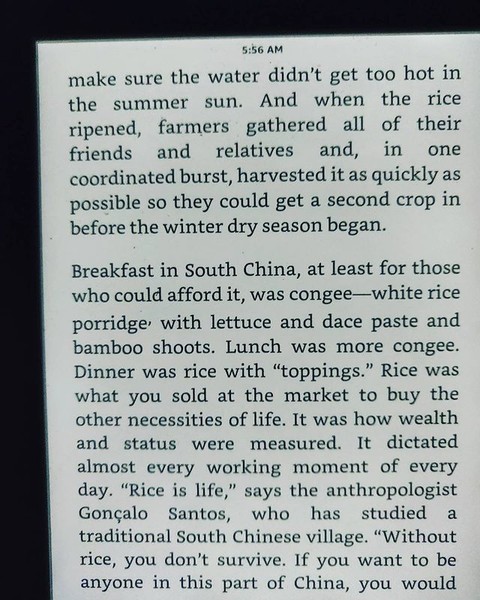 5:56 AM
make sure the water didn't get too hot in
the summer sun. And when the rice
ripened, farmers gathered all of their
friends and relatives and, in one
coordinated burst, harvested it as quickly as
possible so they could get a second crop in
before the winter dry season began.
Breakfast in South China, at least for those
who could afford it, was congee—white rice
porridge, with lettuce and dace paste and
bamboo shoots. Lunch was more congee.
Dinner was rice with “toppings.” Rice was
what you sold at the market to buy the
other necessities of life. It was how wealth
and status were measured. It dictated
almost every working moment of every
day. “Rice is life,” says the anthropologist
Gonçalo Santos, who has studied a
traditional South Chinese village. “Without
rice, you don't survive. If you want to be
anyone in this part of China, you would